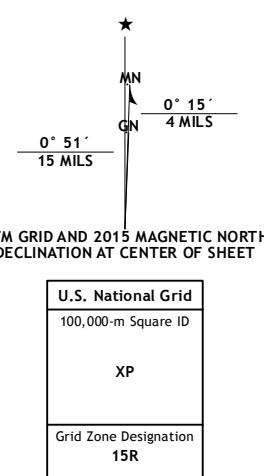 ★
MN
0° 15´
GN
4 MILS
0° 51´
15 MILS
M GRID AND 2015 MAGNETIC NORTH
DECLINATION AT CENTER OF SHEET
U.S. National Grid
100,000-m Square ID
XP
Grid Zone Designation
15R